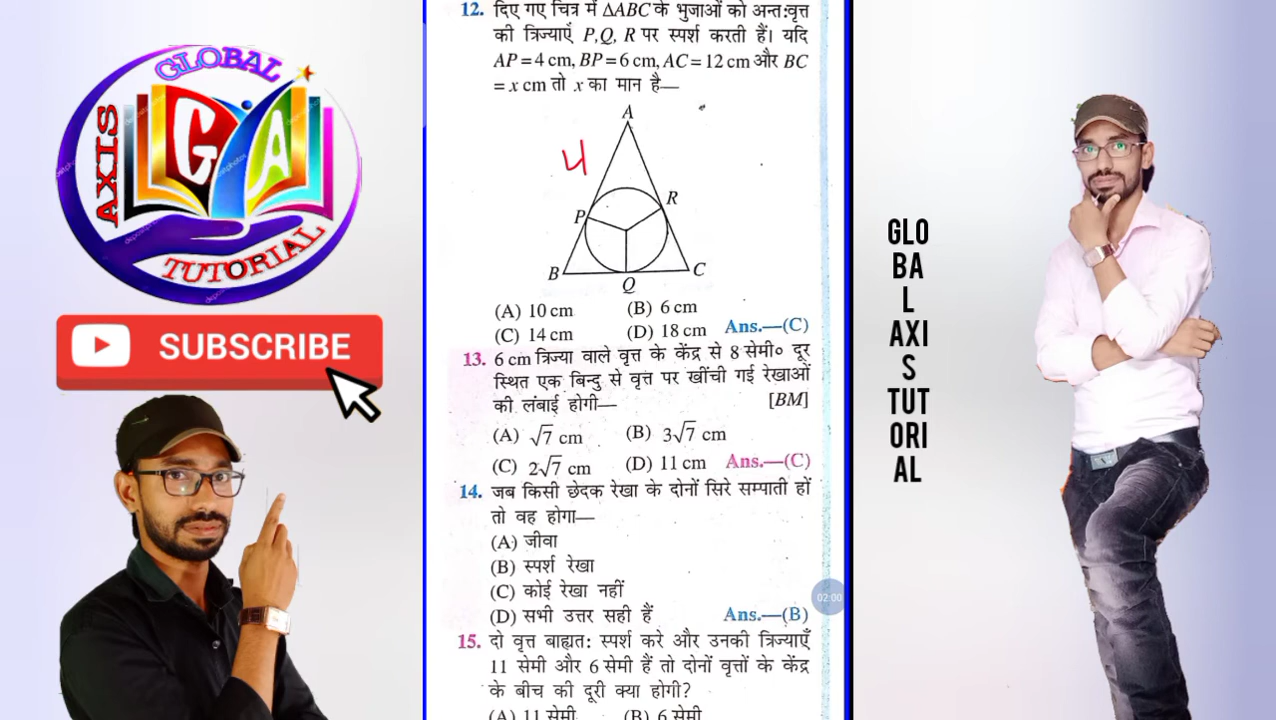 GLOBAL
AXIS
GA
TUTORIAL
SUBSCRIBE
12. दिए गए चित्र में ΔABC के भुजाओं को अन्त:वृत्त
की त्रिज्याएँ P,Q, R पर स्पर्श करती हैं। यदि
AP = 4 cm, BP = 6 cm, AC = 12 cm और BC
= x cm तो x का मान है—
A
4
P
R
B
C
Q
(A) 10 cm (B) 6 cm
(C) 14 cm (D) 18 cm Ans.—(C)
13. 6 cm त्रिज्या वाले वृत्त के केंद्र से 8 सेमी० दूर
स्थित एक बिन्दु से वृत्त पर खींची गई रेखाओं
की लंबाई होगी— [BM]
(A) √7 cm (B) 3√7 cm
(C) 2√7 cm (D) 11 cm Ans.—(C)
14. जब किसी छेदक रेखा के दोनों सिरे सम्पाती हों
तो वह होगा—
(A) जीवा
(B) स्पर्श रेखा
(C) कोई रेखा नहीं
(D) सभी उत्तर सही हैं Ans.—(B)
02:00
15. दो वृत्त बाह्यत: स्पर्श करे और उनकी त्रिज्याएँ
11 सेमी और 6 सेमी हैं तो दोनों वृत्तों के केंद्र
के बीच की दूरी क्या होगी?
(A) 11 सेमी (B) 6 सेमी
GLO
BA
L
AXI
S
TUT
ORI
AL